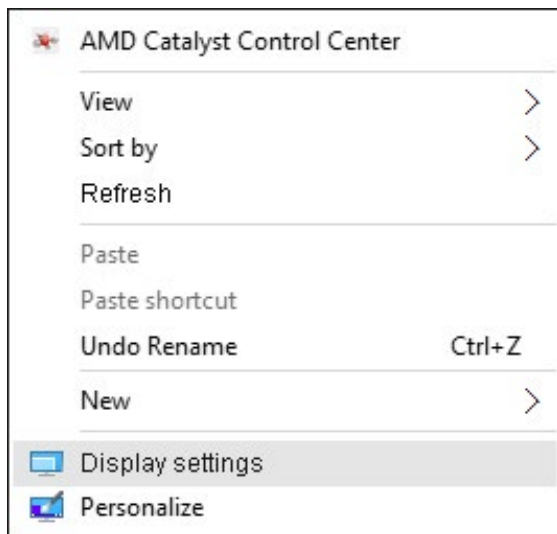 AMD Catalyst Control Center
View
Sort by
Refresh
Paste
Paste shortcut
Undo Rename Ctrl+Z
New
Display settings
Personalize